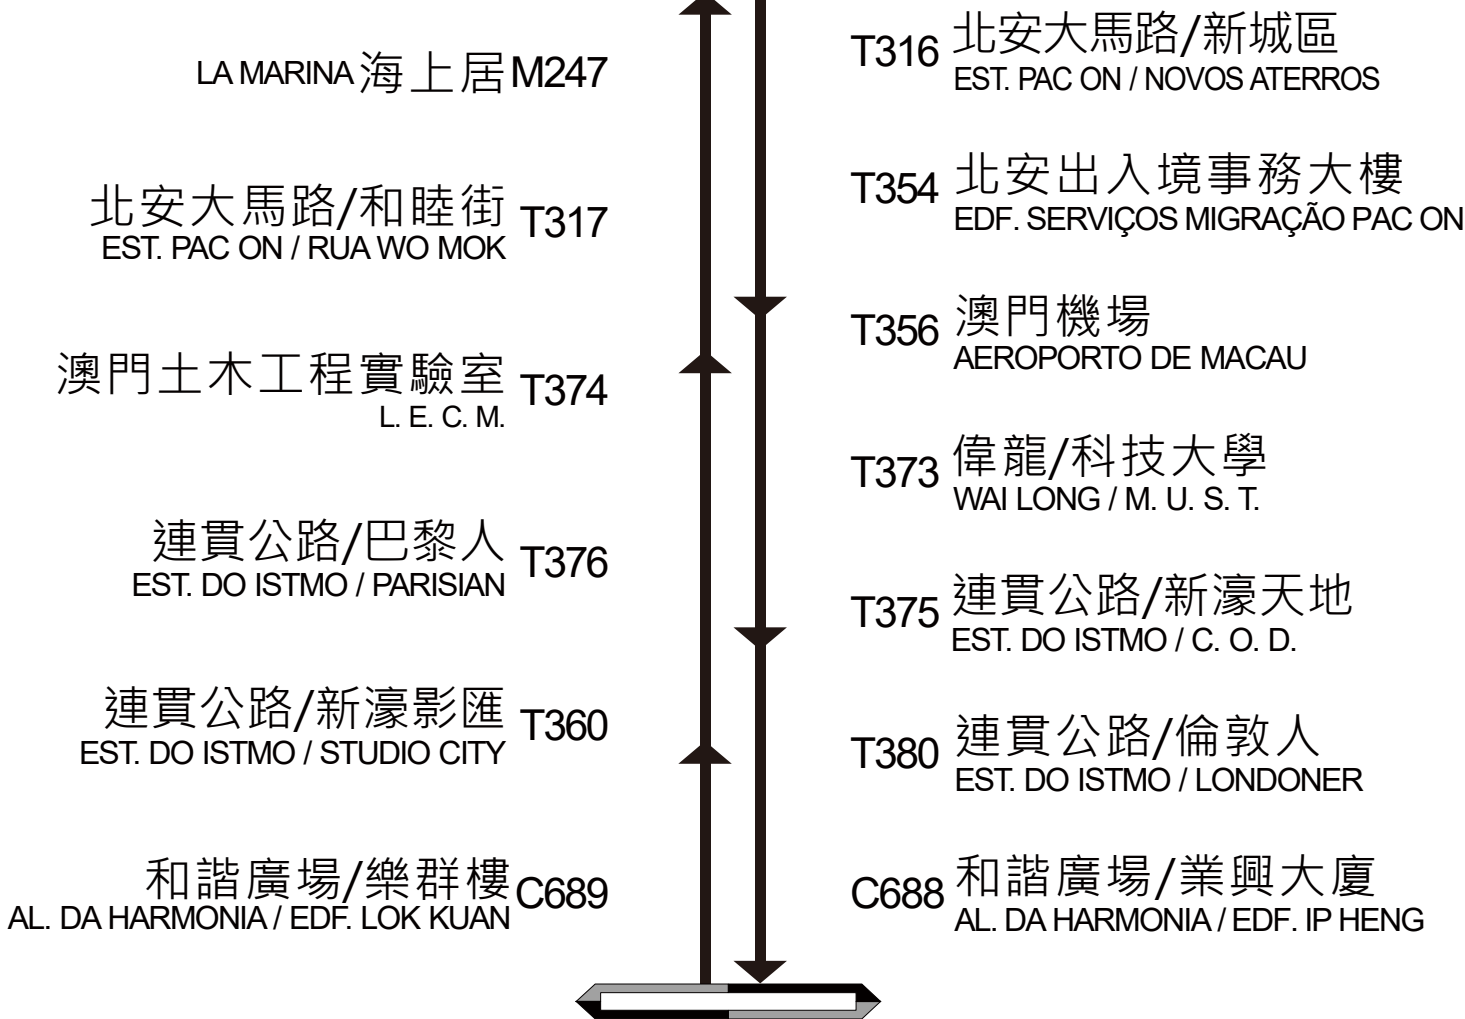 LA MARINA 海上居 M247
北安大馬路/和睦街 T317
EST. PAC ON / RUA WO MOK
澳門土木工程實驗室 T374
L. E. C. M.
連貫公路/巴黎人 T376
EST. DO ISTMO / PARISIAN
連貫公路/新濠影匯 T360
EST. DO ISTMO / STUDIO CITY
和諧廣場/樂群樓 C689
AL. DA HARMONIA / EDF. LOK KUAN
T316 北安大馬路/新城區
EST. PAC ON / NOVOS ATERROS
T354 北安出入境事務大樓
EDF. SERVIÇOS MIGRAÇÃO PAC ON
T356 澳門機場
AEROPORTO DE MACAU
T373 偉龍/科技大學
WAI LONG / M. U. S. T.
T375 連貫公路/新濠天地
EST. DO ISTMO / C. O. D.
T380 連貫公路/倫敦人
EST. DO ISTMO / LONDONER
C688 和諧廣場/業興大廈
AL. DA HARMONIA / EDF. IP HENG